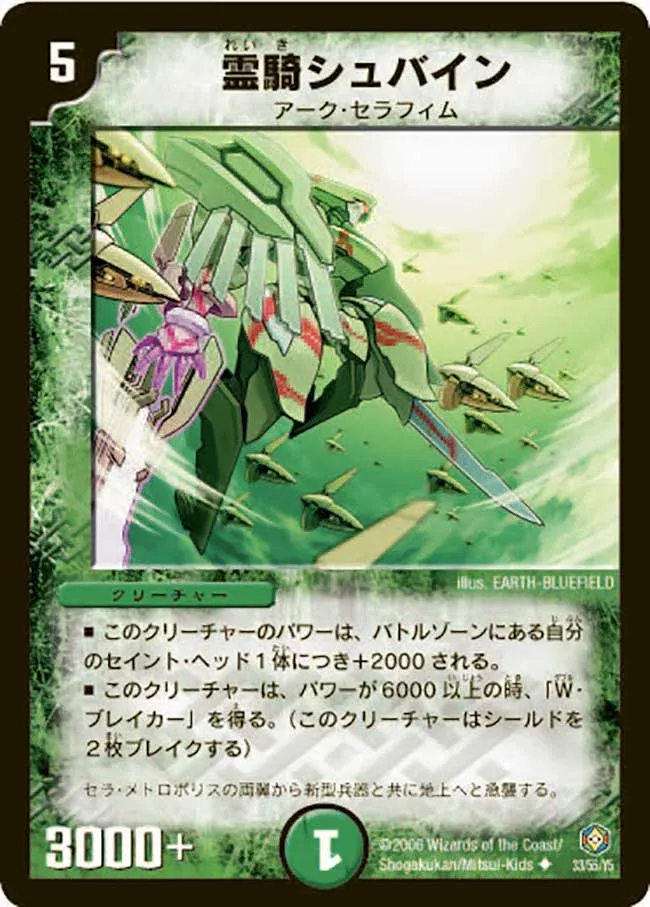 5
れいき
霊騎シュバイン
アーク・セラフィム
illus. EARTH-BLUEFIELD
クリーチャー
■ このクリーチャーのパワーは、バトルゾーンにある自分
のセイント・ヘッド1体につき+2000 される。
■ このクリーチャーは、パワーが 6000 以上の時、「W・
ブレイカー」を得る。(このクリーチャーはシールドを
2枚ブレイクする)
セラ・メトロポリスの両翼から新型兵器と共に地上へと急襲する。
3000+
1
©2006 Wizards of the Coast/
Shogakukan/Mitsui-Kids ◆
33/55/Y5